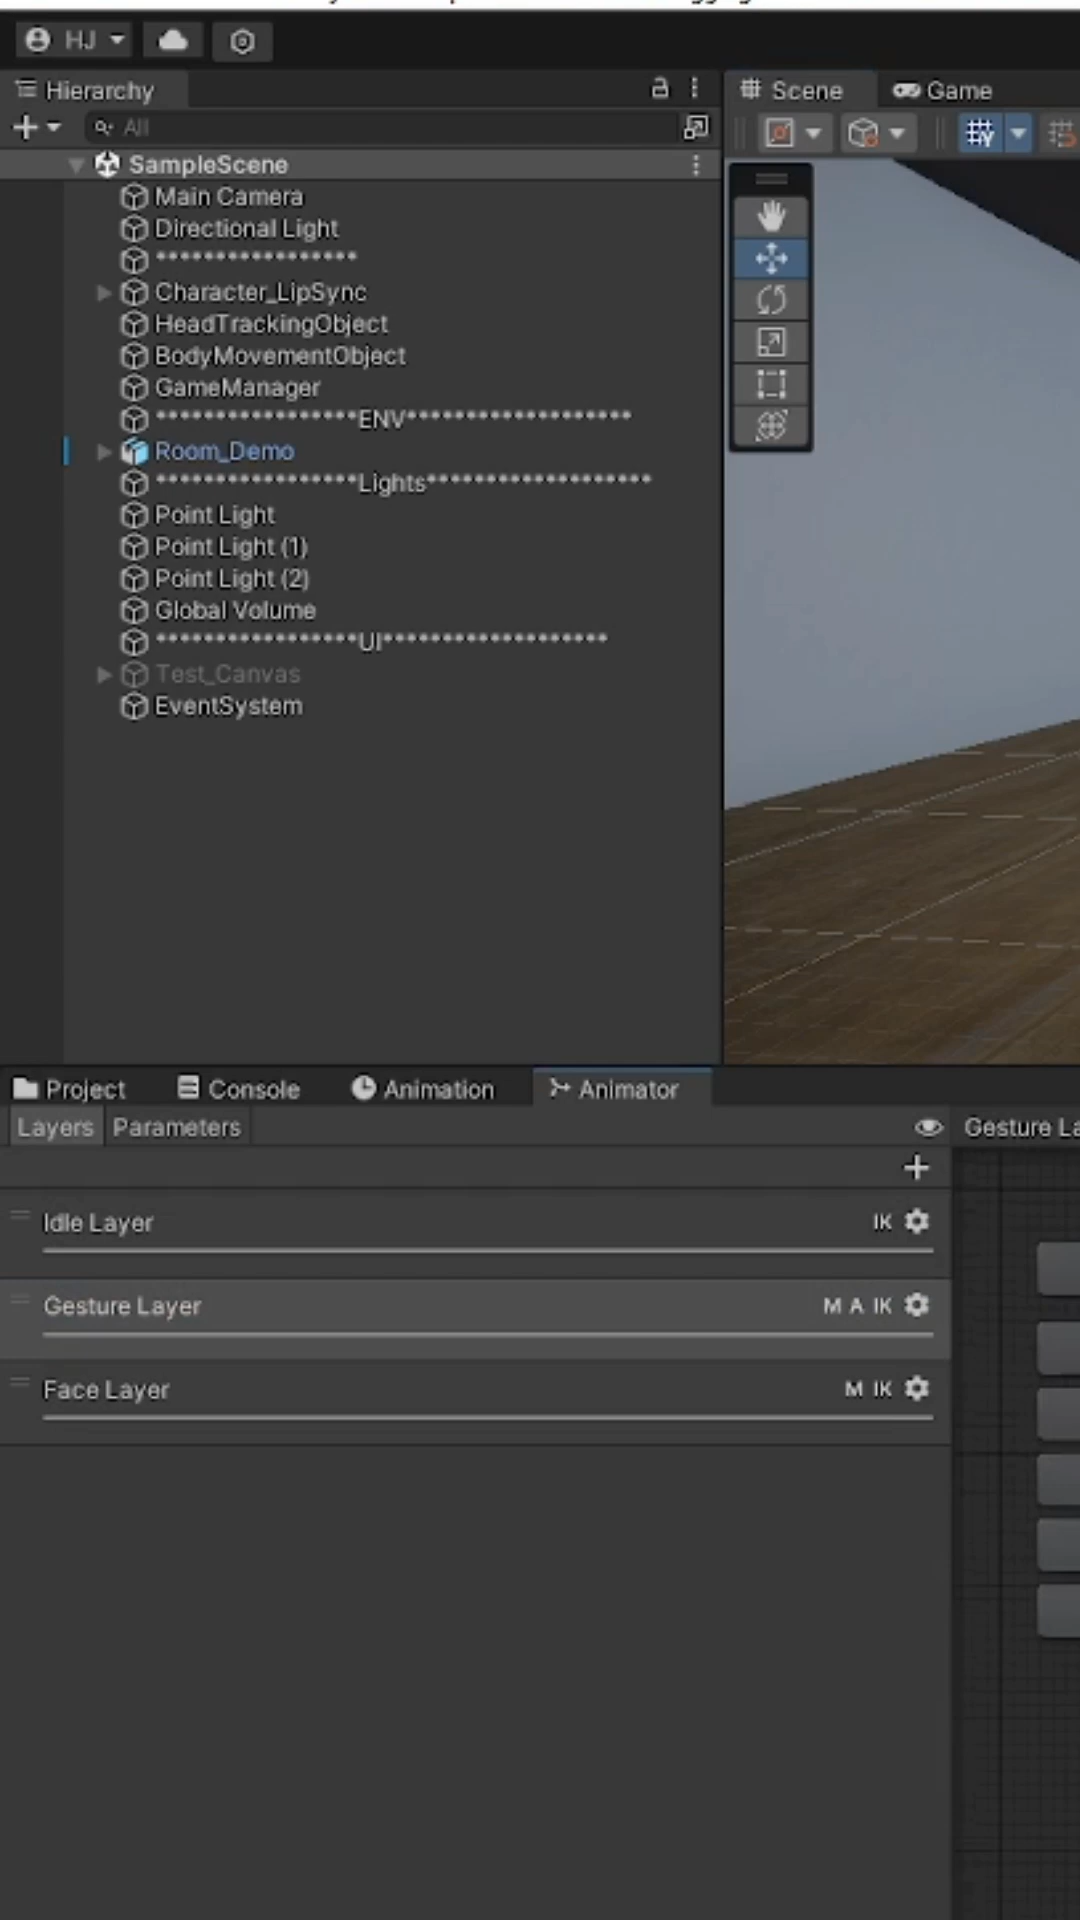 HJ
Hierarchy
All
SampleScene
Main Camera
Directional Light
*****************
Character_LipSync
HeadTrackingObject
BodyMovementObject
GameManager
*****************ENV*******************
Room_Demo
*****************Lights*******************
Point Light
Point Light (1)
Point Light (2)
Global Volume
*****************UI*******************
Test_Canvas
EventSystem
Scene Game
Project Console Animation Animator
Layers Parameters Gesture La
Idle Layer IK
Gesture Layer M A IK
Face Layer M IK